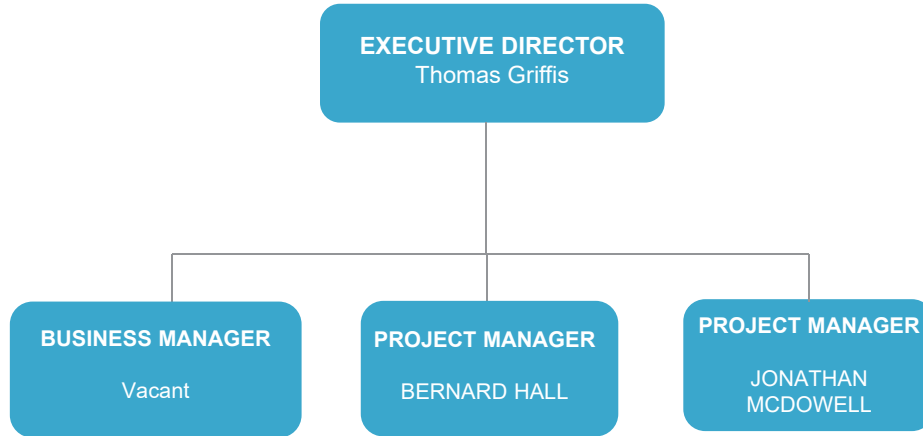 EXECUTIVE DIRECTOR
Thomas Griffis
BUSINESS MANAGER
Vacant
PROJECT MANAGER
BERNARD HALL
PROJECT MANAGER
JONATHAN
MCDOWELL